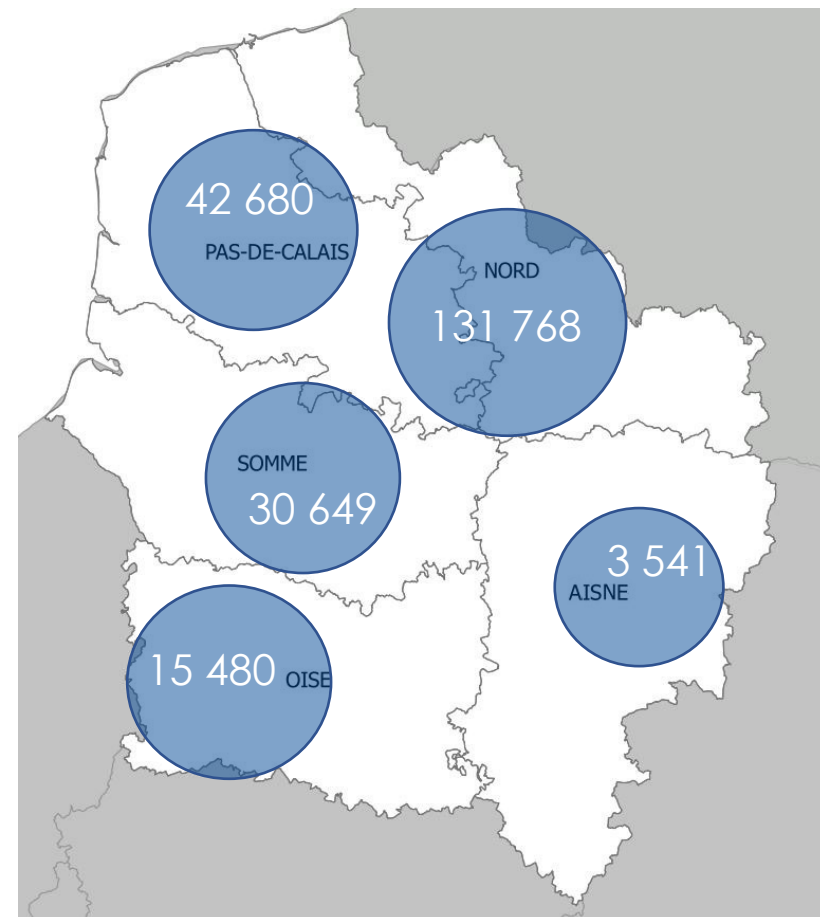 42 680
PAS-DE-CALAIS
NORD
131 768
SOMME
30 649
3 541
AISNE
15 480 OISE